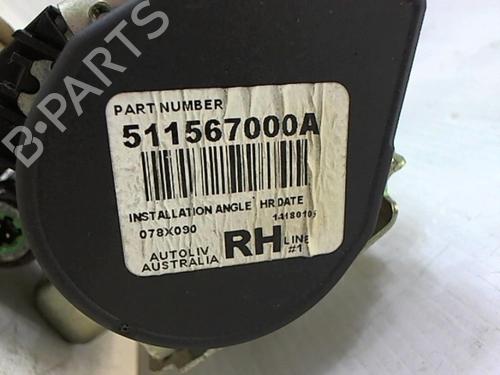 B-PARTS
PART NUMBER
511567000A
INSTALLATION ANGLE HR DATE
078X090 14180105
AUTOLIV RH LINE
AUSTRALIA #1